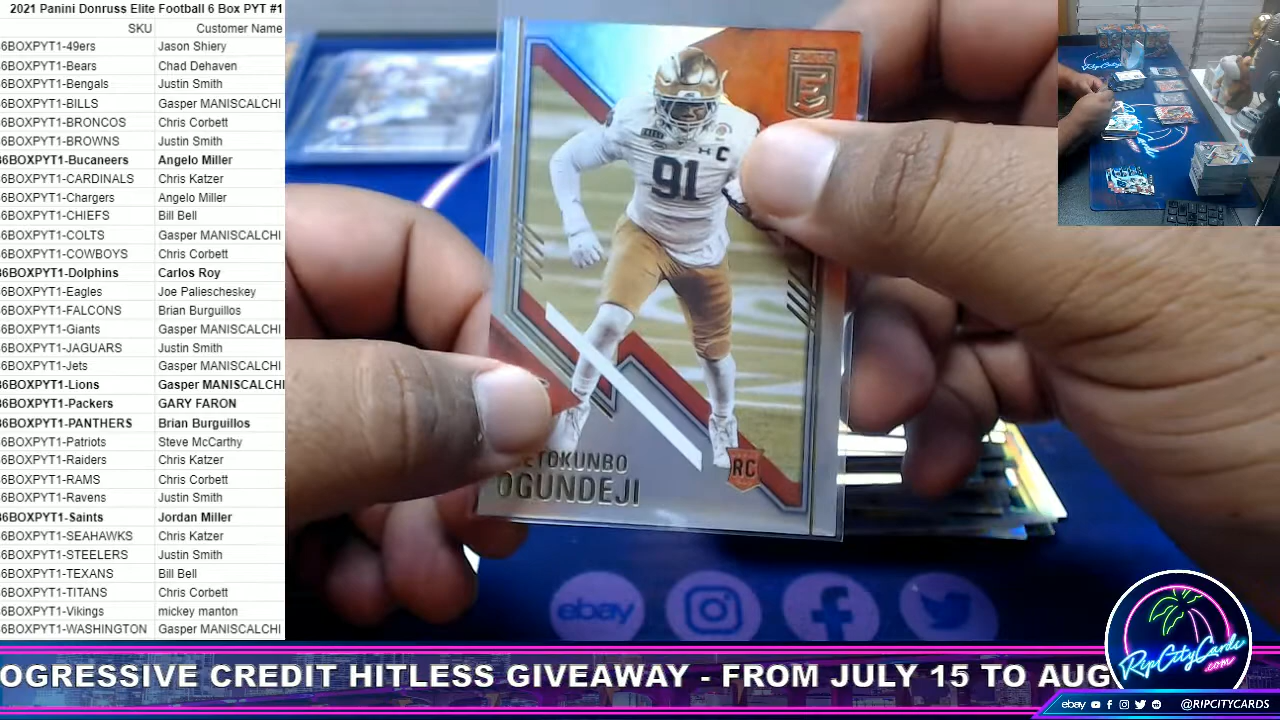 2021 Panini Donruss Elite Football 6 Box PYT #1
SKU Customer Name
6BOXPYT1-49ers Jason Shiery
6BOXPYT1-Bears Chad Dehaven
6BOXPYT1-Bengals Justin Smith
6BOXPYT1-BILLS Gasper MANISCALCHI
6BOXPYT1-BRONCOS Chris Corbett
6BOXPYT1-BROWNS Justin Smith
6BOXPYT1-Bucaneers Angelo Miller
6BOXPYT1-CARDINALS Chris Katzer
6BOXPYT1-Chargers Angelo Miller
6BOXPYT1-CHIEFS Bill Bell
6BOXPYT1-COLTS Gasper MANISCALCHI
6BOXPYT1-COWBOYS Chris Corbett
6BOXPYT1-Dolphins Carlos Roy
6BOXPYT1-Eagles Joe Paliescheskey
6BOXPYT1-FALCONS Brian Burguillos
6BOXPYT1-Giants Gasper MANISCALCHI
6BOXPYT1-JAGUARS Justin Smith
6BOXPYT1-Jets Gasper MANISCALCHI
6BOXPYT1-Lions Gasper MANISCALCHI
6BOXPYT1-Packers GARY FARON
6BOXPYT1-PANTHERS Brian Burguillos
6BOXPYT1-Patriots Steve McCarthy
6BOXPYT1-Raiders Chris Katzer
6BOXPYT1-RAMS Chris Corbett
6BOXPYT1-Ravens Justin Smith
6BOXPYT1-Saints Jordan Miller
6BOXPYT1-SEAHAWKS Chris Katzer
6BOXPYT1-STEELERS Justin Smith
6BOXPYT1-TEXANS Bill Bell
6BOXPYT1-TITANS Chris Corbett
6BOXPYT1-Vikings mickey manton
6BOXPYT1-WASHINGTON Gasper MANISCALCHI
E
C
91
RC
ETOKUNBO
OGUNDEJI
ebay
OGRESSIVE CREDIT HITLESS GIVEAWAY - FROM JULY 15 TO AUG
RipCityCards
.com
ebay @RIPCITYCARDS